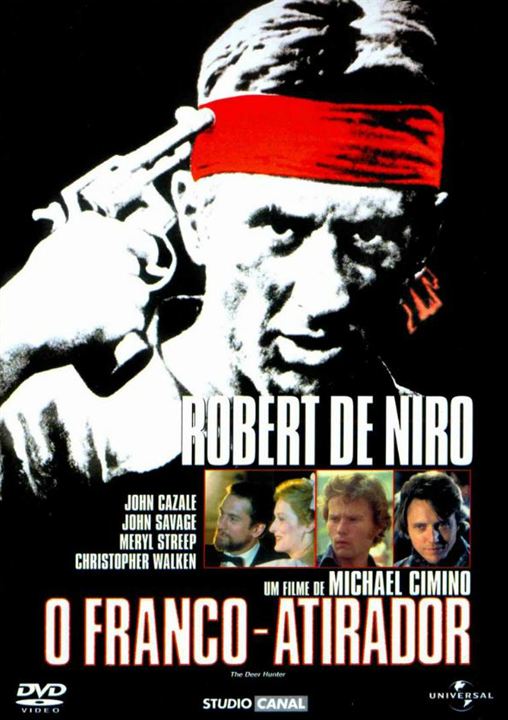 ROBERT DE NIRO
JOHN CAZALE
JOHN SAVAGE
MERYL STREEP
CHRISTOPHER WALKEN
UM FILME DE MICHAEL CIMINO
O FRANCO-ATIRADOR
The Deer Hunter
DVD
VIDEO
STUDIO CANAL
UNIVERSAL